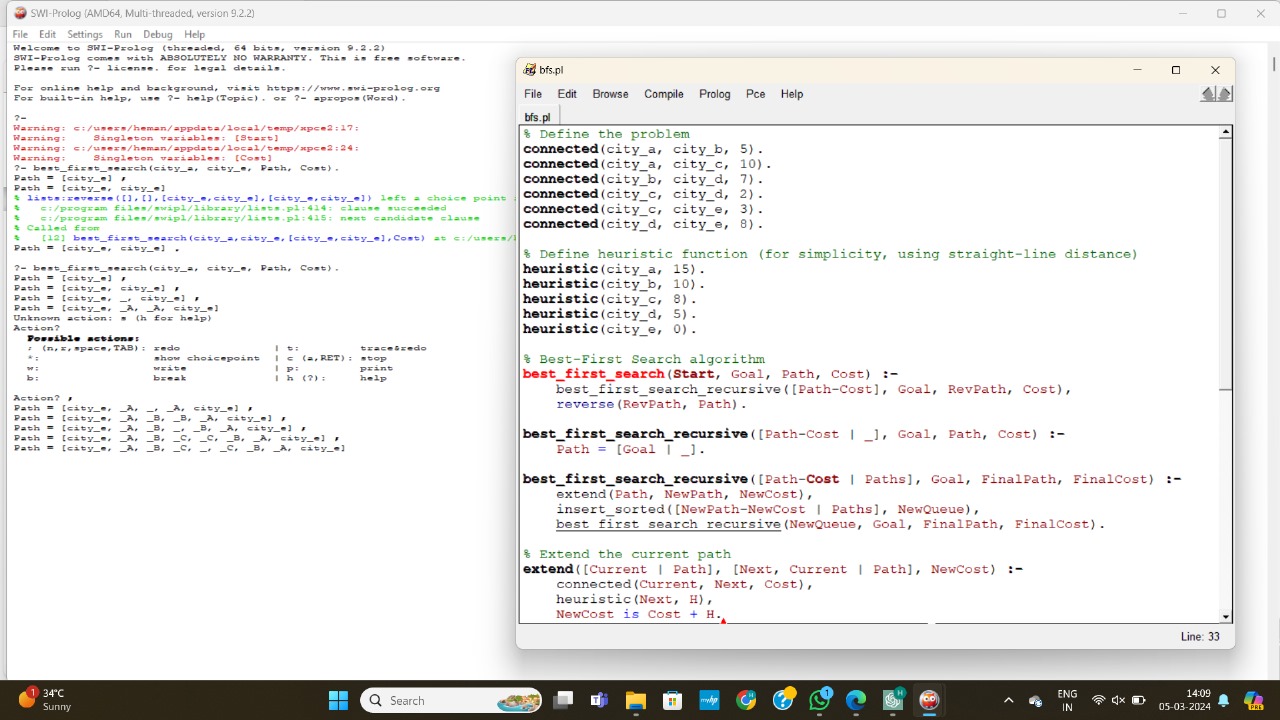 SWI-Prolog (AMD64, Multi-threaded, version 9.2.2)
File Edit Settings Run Debug Help
Welcome to SWI-Prolog (threaded, 64 bits, version 9.2.2)
SWI-Prolog comes with ABSOLUTELY NO WARRANTY. This is free software.
Please run ?- license. for legal details.
For online help and background, visit https://www.swi-prolog.org
For built-in help, use ?- help(Topic). or ?- apropos(Word).
?-
Warning: c:/users/heman/appdata/local/temp/xpce2:17:
Warning:    Singleton variables: [Start]
Warning: c:/users/heman/appdata/local/temp/xpce2:24:
Warning:    Singleton variables: [Cost]
?- best_first_search(city_a, city_e, Path, Cost).
Path = [city_e] ;
Path = [city_e, city_e]
% lists:reverse([],[],[city_e,city_e],[city_e,city_e]) left a choice point
%   c:/program files/swipl/library/lists.pl:414: clause succeeded
%   c:/program files/swipl/library/lists.pl:415: next candidate clause
% Called from
%   [12] best_first_search(city_a,city_e,[city_e,city_e],Cost) at c:/users/
Path = [city_e, city_e] .
?- best_first_search(city_a, city_e, Path, Cost).
Path = [city_e] ;
Path = [city_e, city_e] ;
Path = [city_e, _, city_e] ;
Path = [city_e, _A, _A, city_e]
Unknown action: s (h for help)
Action?
Possible actions:
; (n,r,space,TAB): redo | t: trace&redo
*: show choicepoint | c (a,RET): stop
w: write | p: print
b: break | h (?): help
Action? ;
Path = [city_e, _A, _, _A, city_e] ;
Path = [city_e, _A, _B, _B, _A, city_e] ;
Path = [city_e, _A, _B, _, _B, _A, city_e] ;
Path = [city_e, _A, _B, _C, _C, _B, _A, city_e] ;
Path = [city_e, _A, _B, _C, _, _C, _B, _A, city_e]
bfs.pl
File Edit Browse Compile Prolog Pce Help
bfs.pl
% Define the problem
connected(city_a, city_b, 5).
connected(city_a, city_c, 10).
connected(city_b, city_d, 7).
connected(city_c, city_d, 2).
connected(city_c, city_e, 3).
connected(city_d, city_e, 8).
% Define heuristic function (for simplicity, using straight-line distance)
heuristic(city_a, 15).
heuristic(city_b, 10).
heuristic(city_c, 8).
heuristic(city_d, 5).
heuristic(city_e, 0).
% Best-First Search algorithm
best_first_search(Start, Goal, Path, Cost) :-
best_first_search_recursive([Path-Cost], Goal, RevPath, Cost),
reverse(RevPath, Path).
best_first_search_recursive([Path-Cost | _], Goal, Path, Cost) :-
Path = [Goal | _].
best_first_search_recursive([Path-Cost | Paths], Goal, FinalPath, FinalCost) :-
extend(Path, NewPath, NewCost),
insert_sorted([NewPath-NewCost | Paths], NewQueue),
best_first_search_recursive(NewQueue, Goal, FinalPath, FinalCost).
% Extend the current path
extend([Current | Path], [Next, Current | Path], NewCost) :-
connected(Current, Next, Cost),
heuristic(Next, H),
NewCost is Cost + H.
Line: 33
1
34°C
Sunny
Search
1
ENG
IN
14:09
05-03-2024